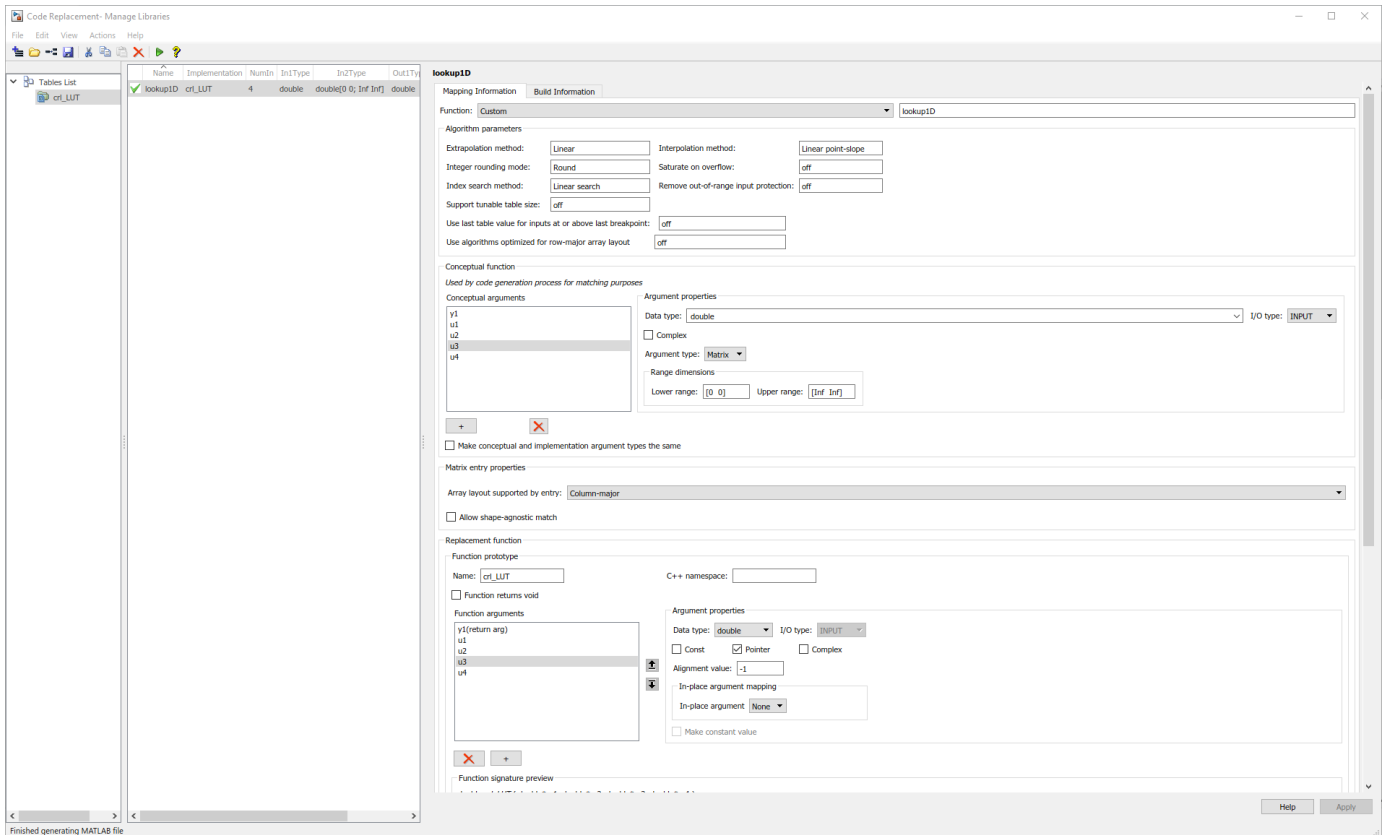 Code Replacement- Manage Libraries
File Edit View Actions Help
Tables List
crl_LUT
Name Implementation NumIn In1Type In2Type Out1Ty
lookup1D crl_LUT 4 double double[0 0; Inf Inf] double
lookup1D
Mapping Information Build Information
Function: Custom lookup1D
Algorithm parameters
Extrapolation method: Linear Interpolation method: Linear point-slope
Integer rounding mode: Round Saturate on overflow: off
Index search method: Linear search Remove out-of-range input protection: off
Support tunable table size: off
Use last table value for inputs at or above last breakpoint: off
Use algorithms optimized for row-major array layout off
Conceptual function
Used by code generation process for matching purposes
Conceptual arguments
y1
u1
u2
u3
u4
Argument properties
Data type: double I/O type: INPUT
Complex
Argument type: Matrix
Range dimensions
Lower range: [0 0] Upper range: [Inf Inf]
+
Make conceptual and implementation argument types the same
Matrix entry properties
Array layout supported by entry: Column-major
Allow shape-agnostic match
Replacement function
Function prototype
Name: crl_LUT C++ namespace:
Function returns void
Function arguments
y1(return arg)
u1
u2
u3
u4
Argument properties
Data type: double I/O type: INPUT
Const Pointer Complex
Alignment value: -1
In-place argument mapping
In-place argument None
Make constant value
+
Function signature preview
Help Apply
Finished generating MATLAB file